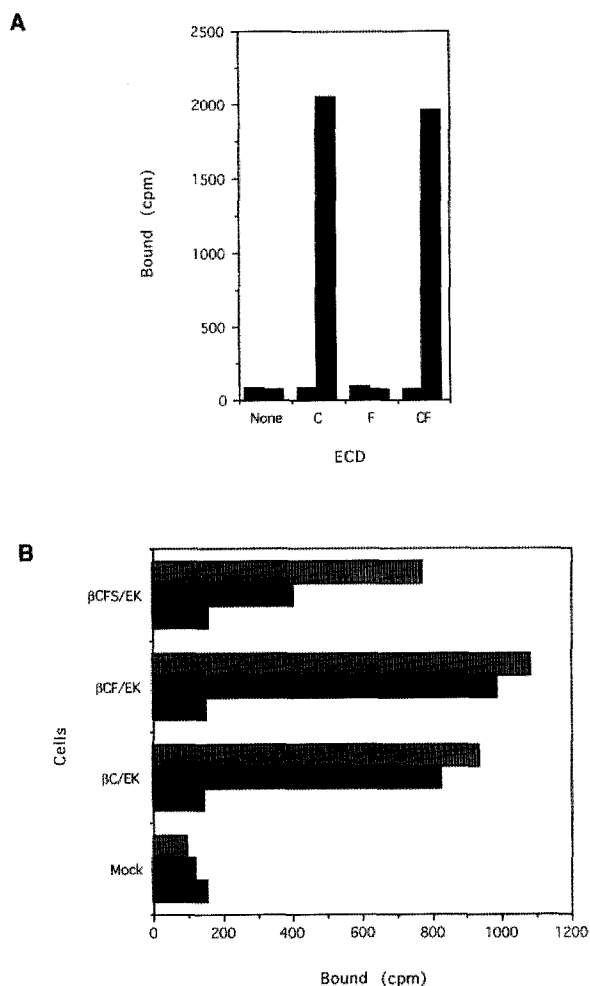 A
2500
2000
1500
1000
500
0
Bound (cpm)
None C F CF
ECD
B
βCFS/EK
βCF/EK
βC/EK
Mock
Cells
0 200 400 600 800 1000 1200
Bound (cpm)